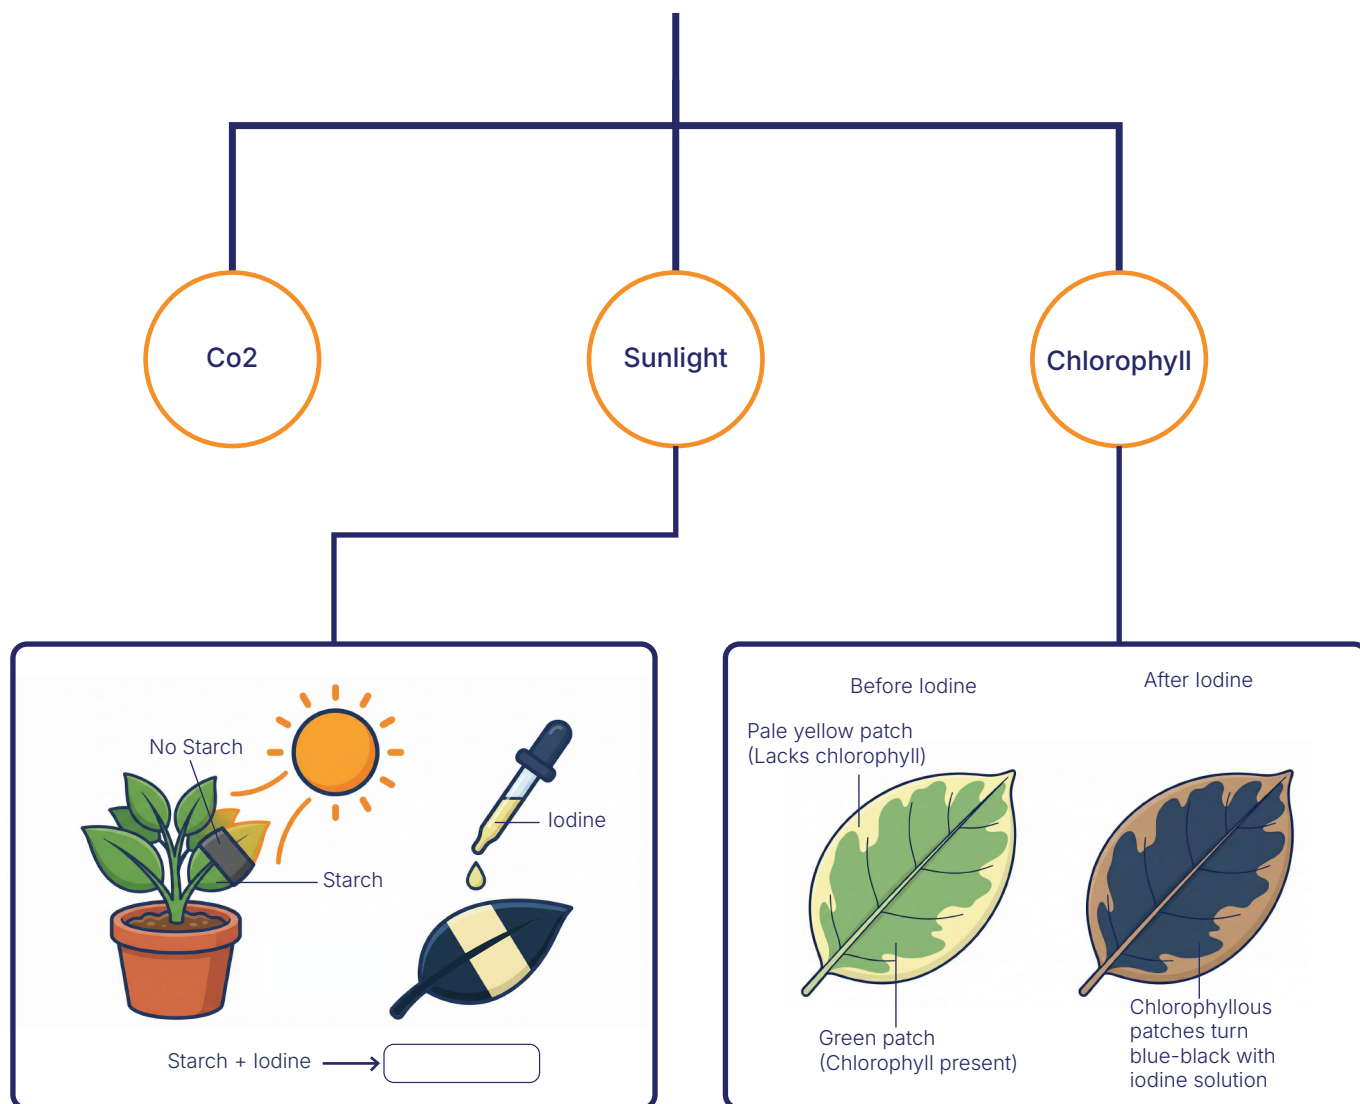 Co2
Sunlight
Chlorophyll
No Starch
Iodine
Starch
Starch + Iodine
Before Iodine
After Iodine
Pale yellow patch
(Lacks chlorophyll)
Green patch
(Chlorophyll present)
Chlorophyllous
patches turn
blue-black with
iodine solution